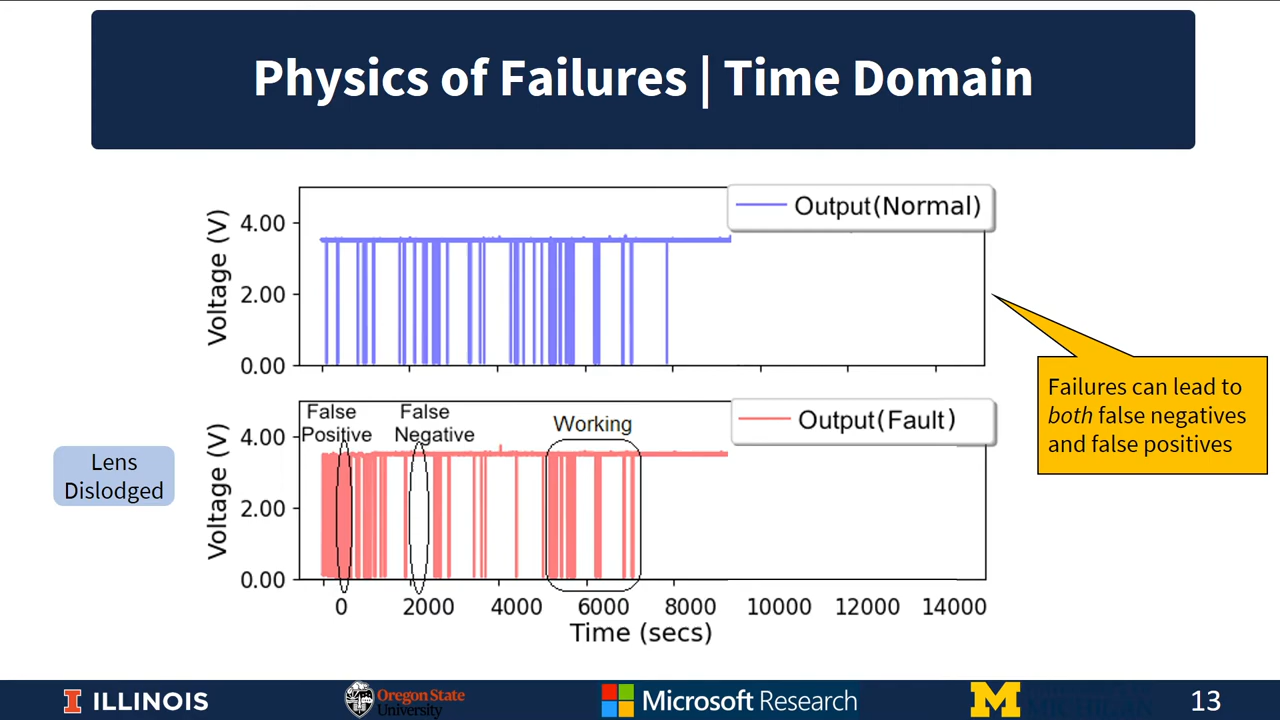 Physics of Failures | Time Domain
Output(Normal)
Voltage (V)
4.00
2.00
0.00
Failures can lead to
both false negatives
and false positives
Lens
Dislodged
False
Positive
False
Negative
Working
Output(Fault)
Voltage (V)
4.00
2.00
0.00
0 2000 4000 6000 8000 10000 12000 14000
Time (secs)
I ILLINOIS
Oregon State
University
Microsoft Research
M
13